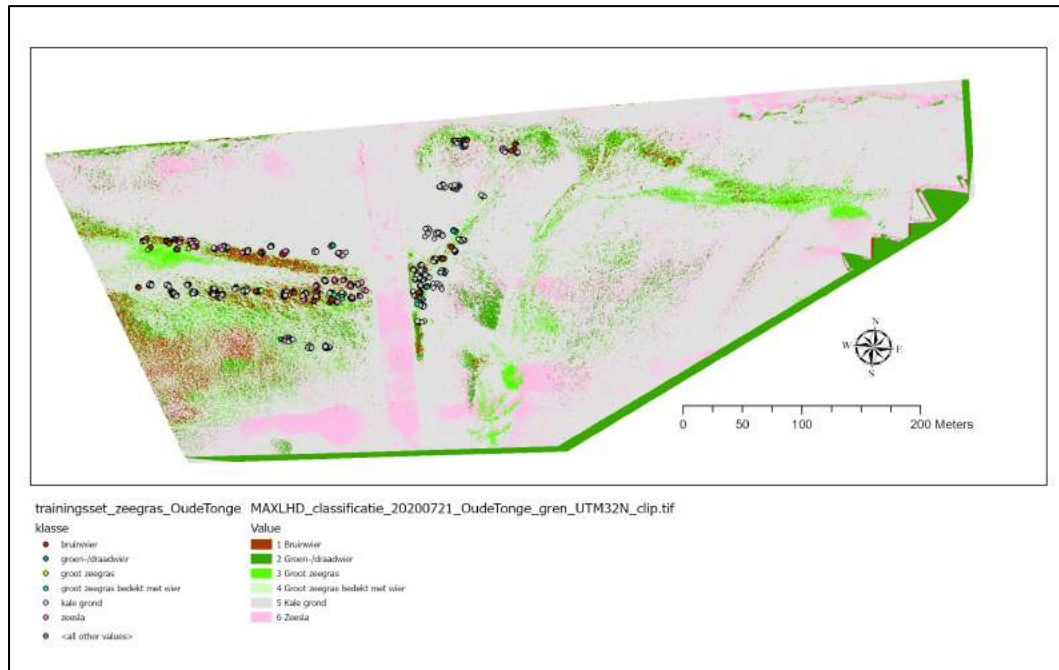 N
W E
S
0 50 100 200 Meters
trainingsset_zeegras_OudeTonge MAXLHD_classificatie_20200721_OudeTonge_gren_UTM32N_clip.tif
klasse Value
bruinwier 1 Bruinwier
groen-/draadwier 2 Groen-/draadwier
groot zeegras 3 Groot zeegras
groot zeegras bedekt met wier 4 Groot zeegras bedekt met wier
kale grond 5 Kale grond
zeesla 6 Zeesla
<all other values>